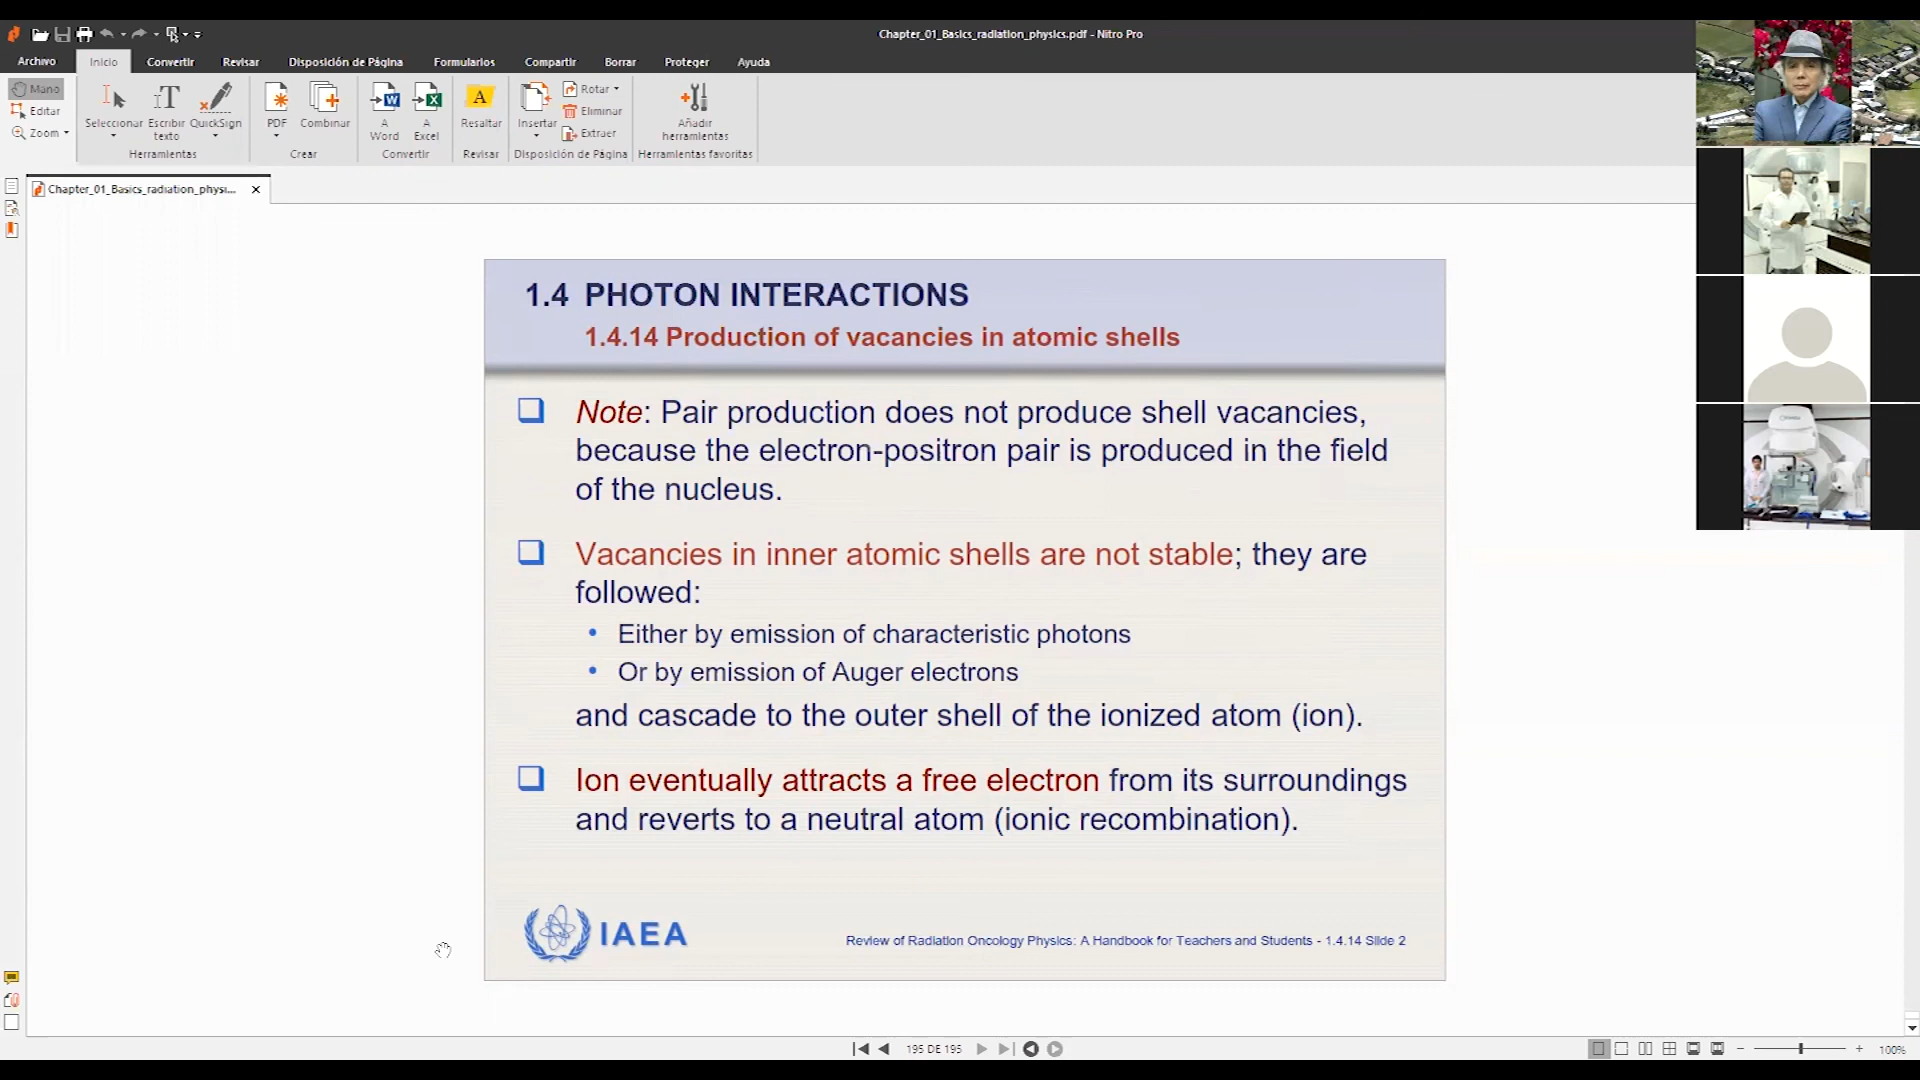 Chapter_01_Basics_radiation_physics.pdf - Nitro Pro
Archivo Inicio Convertir Revisar Disposición de Página Formularios Compartir Borrar Proteger Ayuda
Mano
Editar
Zoom
Seleccionar
Escribir texto
QuickSign
Herramientas
PDF
Combinar
Crear
A Word
A Excel
Convertir
Resaltar
Revisar
Insertar
Rotar
Eliminar
Extraer
Disposición de Página
Añadir herramientas
Herramientas favoritas
Chapter_01_Basics_radiation_physi...
1.4 PHOTON INTERACTIONS
1.4.14 Production of vacancies in atomic shells
Note: Pair production does not produce shell vacancies,
because the electron-positron pair is produced in the field
of the nucleus.
Vacancies in inner atomic shells are not stable; they are
followed:
• Either by emission of characteristic photons
• Or by emission of Auger electrons
and cascade to the outer shell of the ionized atom (ion).
Ion eventually attracts a free electron from its surroundings
and reverts to a neutral atom (ionic recombination).
IAEA
Review of Radiation Oncology Physics: A Handbook for Teachers and Students - 1.4.14 Slide 2
195 DE 195
100%